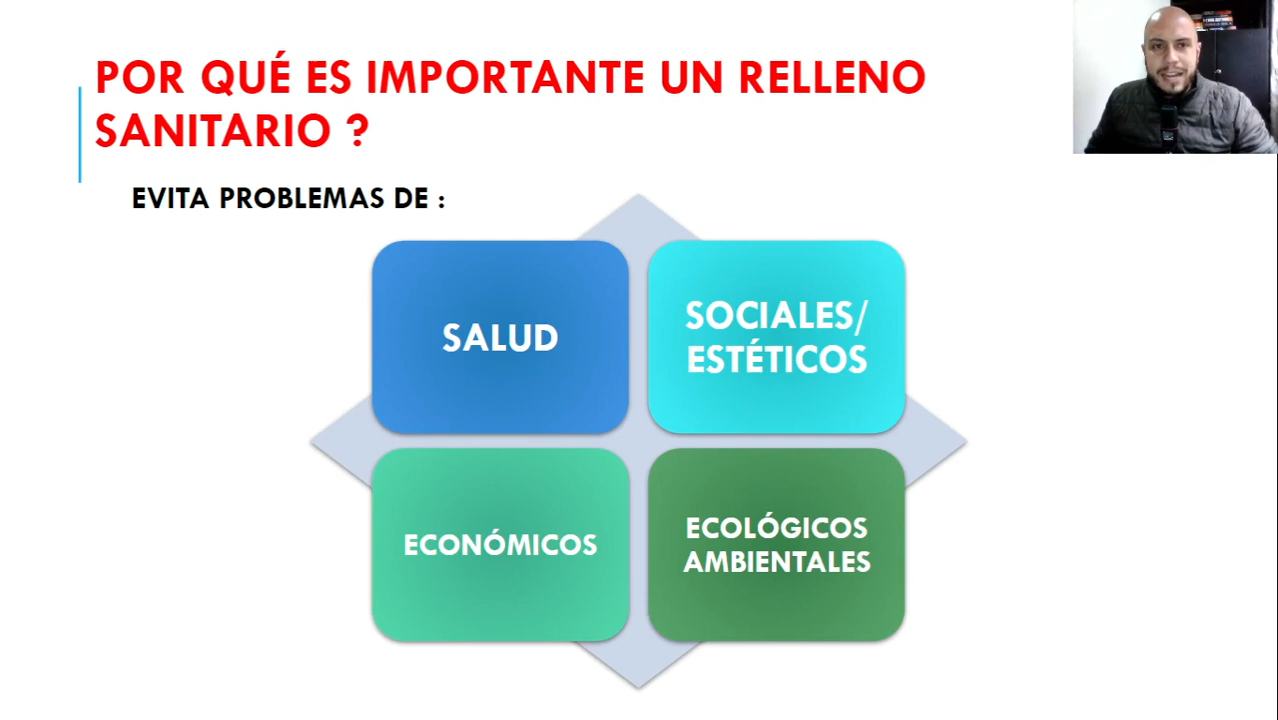 POR QUÉ ES IMPORTANTE UN RELLENO
SANITARIO ?
EVITA PROBLEMAS DE :
SALUD
SOCIALES/
ESTÉTICOS
ECONÓMICOS
ECOLÓGICOS
AMBIENTALES